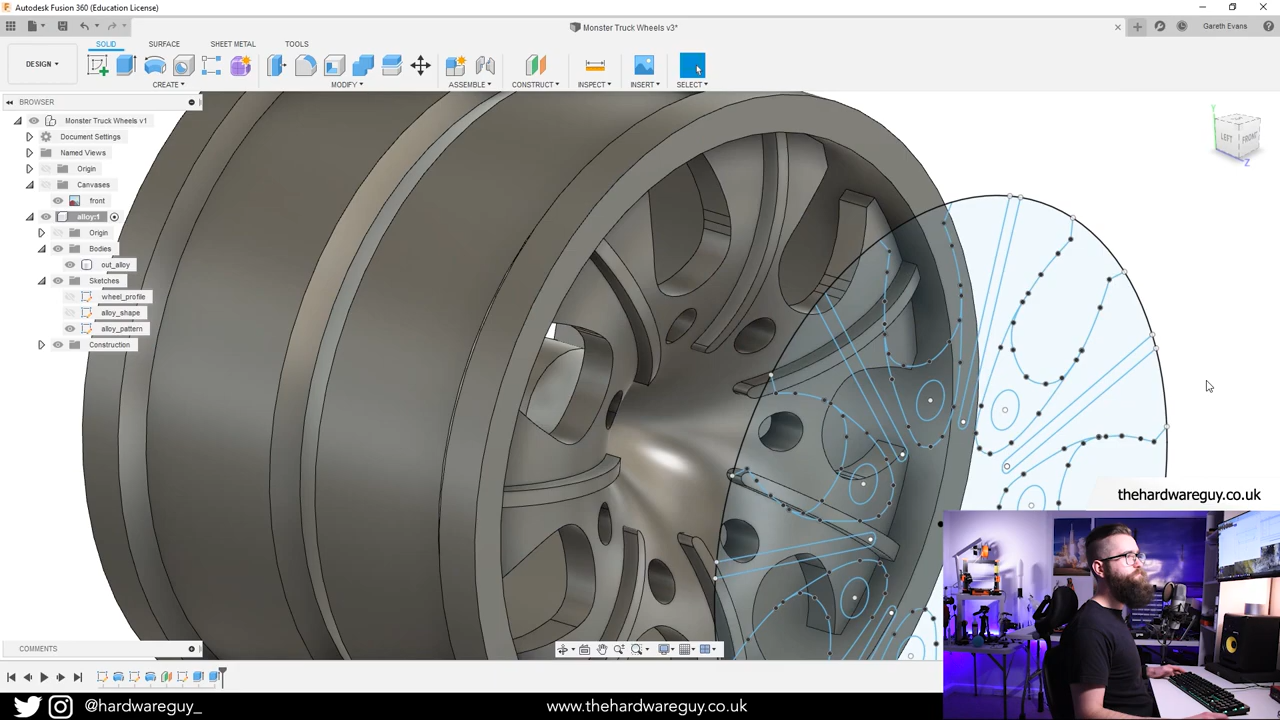 Autodesk Fusion 360 (Education License)
Monster Truck Wheels v3*
Gareth Evans
SOLID SURFACE SHEET METAL TOOLS
DESIGN
CREATE MODIFY ASSEMBLE CONSTRUCT INSPECT INSERT SELECT
BROWSER
Monster Truck Wheels v1
Document Settings
Named Views
Origin
Canvases
front
alloy:1
Origin
Bodies
out_alloy
Sketches
wheel_profile
alloy_shape
alloy_pattern
Construction
Y
LEFT FRONT
Z
thehardwareguy.co.uk
COMMENTS
@hardwareguy_ www.thehardwareguy.co.uk